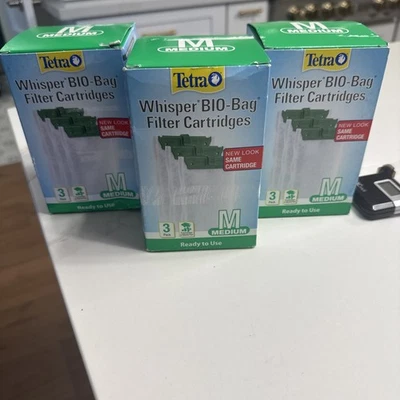 M
MEDIUM
Tetra
Whisper BIO-Bag
Filter Cartridges
NEW LOOK
SAME
CARTRIDGE
3
M
MEDIUM
Ready to Use
M
MEDIUM
Tetra
Whisper® BIO-Bag®
Filter Cartridges
NEW LOOK
SAME
CARTRIDGE
3
M
MEDIUM
Ready to Use
M
MEDIUM
Tetra
Whisper® BIO-Bag®
Filter Cartridges
NEW LOOK
SAME
CARTRIDGE
3
M
MEDIUM
Ready to Use